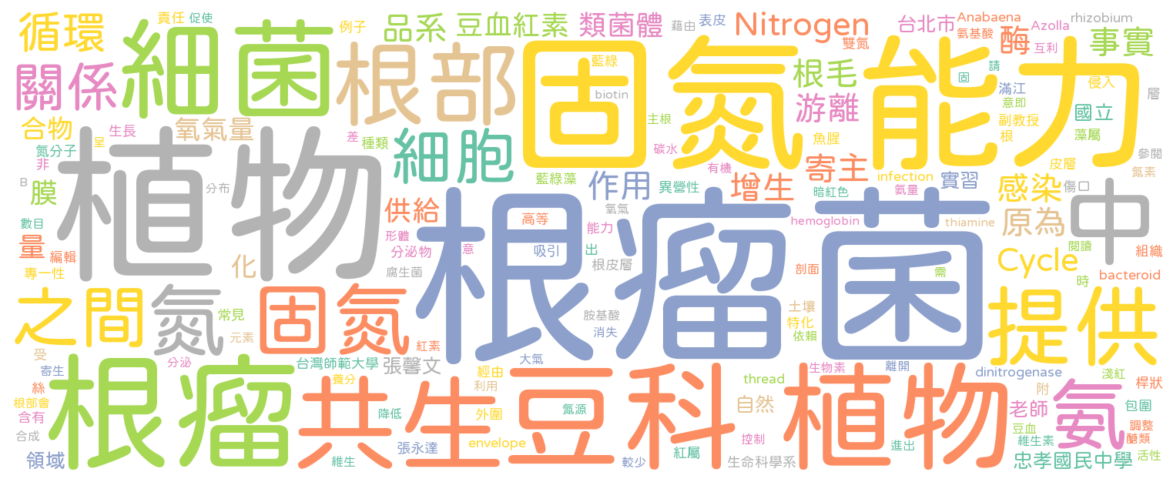 循環
責任
促使
細菌
例子
品系
豆血紅素
類菌體
藉由
表皮
Nitrogen
雙氮
台北市
Anabaena
氨基酸
Azolla
互利
rhizobium
酶
事實
關係
根部
固氮能力
藍綠
biotin
根毛
游離
請
固
滿江
意即
副教授
根
侵入
層
國立
藻屬
合物
生長
氧氣量
差
種類
主根
碳水
魚腥
參閱
氮分子
呈
非
植物
細胞
藍綠藻
作用
異營性
有機
增生
寄主
暗紅色
infection
氨量
實習
皮層
感染
傷口
氮素
膜
B
分布
供給
高等
氫氣
能力
hemoglobin
thiamine
原為
中
閱讀
組織
數目
量
編輯
專一性
化
形體
意
分泌物
腐生菌
吸引
出
根皮層
根瘤菌
剖面
需
Cycle
時
bacteroid
之間
氮
常見
元素
固氮
紅素
胺基酸
消失
大氣
土壤
特化
依賴
提供
受
寄生
分泌
台灣師範大學
養分
張馨文
經由
利用
生物素
離開
dinitrogenase
淺紅
桿狀
絲
根部會
含有
合成
根瘤
共生
降低
外圍
thread
氮源
豆科植物
自然
附
老師
氨
包圍
豆血
調整
醣類
領域
維生
張永達
envelope
較少
控制
紅屬
進出
生命科學系
維生素
忠孝國民中學
活性